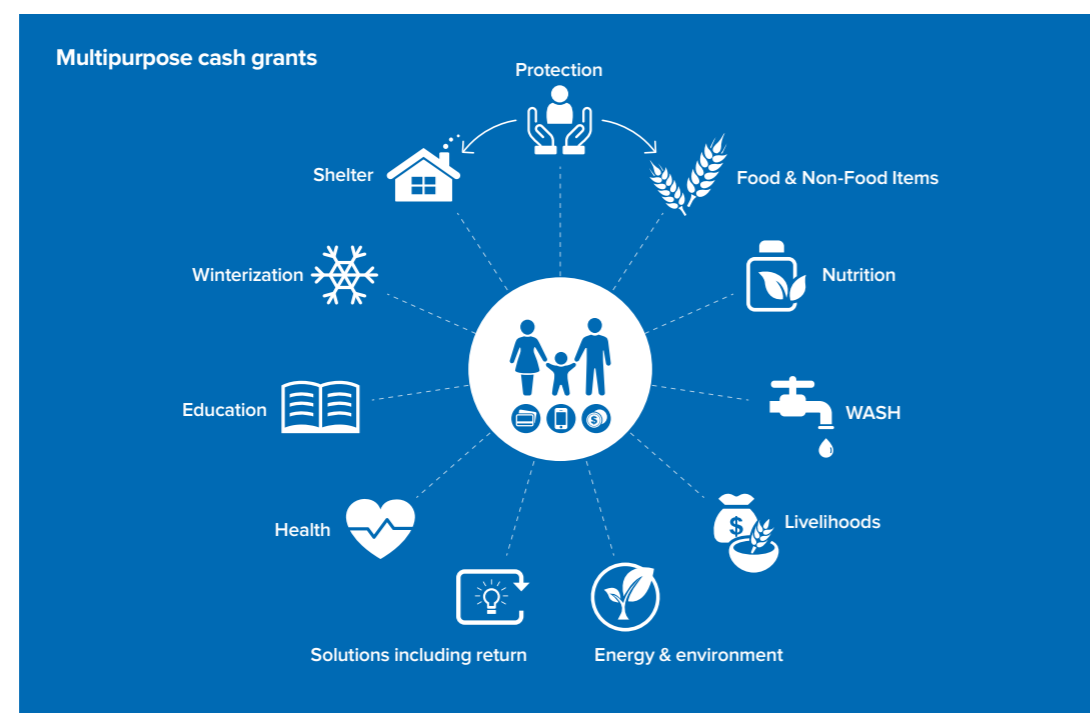 Multipurpose cash grants
Protection
Shelter
Food & Non-Food Items
Winterization
Nutrition
Education
WASH
$
Health
Livelihoods
$
Solutions including return
Energy & environment